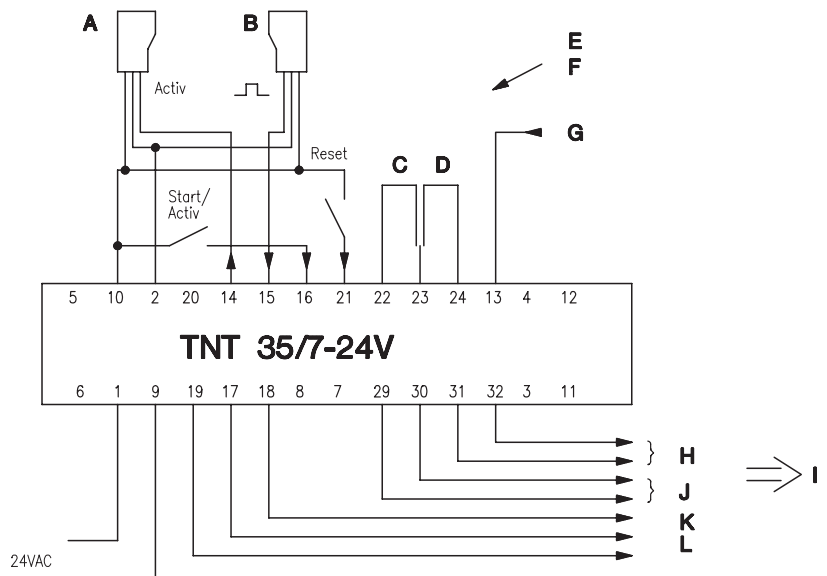 A B
E
F
Activ
G
Reset
C D
Start/
Activ
5 10 2 20 14 15 16 21 22 23 24 13 4 12
TNT 35/7-24V
6 1 9 19 17 18 8 7 29 30 31 32 3 11
H
I
J
K
L
24VAC